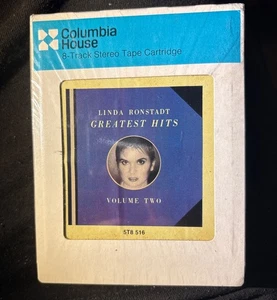 Columbia
House
8-Track Stereo Tape Cartridge
LINDA RONSTADT
GREATEST HITS
VOLUME TWO
ST8 516